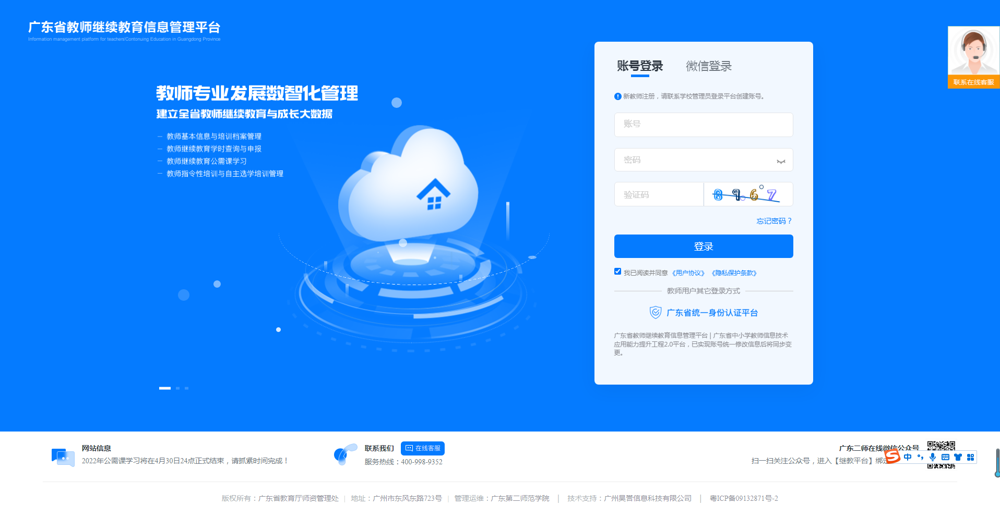 广东省教师继续教育信息管理平台
Information management platform for teachers'Contonuing Education in Guangdong Province
联系在线客服
教师专业发展数智化管理
建立全省教师继续教育与成长大数据
教师基本信息与培训档案管理
教师继续教育学时查询与申报
教师继续教育公需课学习
教师指令性培训与自主选学培训管理
账号登录 微信登录
新教师注册，请联系学校管理员登录平台创建账号。
账号
密码
验证码 8967
忘记密码？
登录
我已阅读并同意《用户协议》《隐私保护条款》
教师用户其它登录方式
广东省统一身份认证平台
广东省教师继续教育信息管理平台 | 广东省中小学教师信息技术
应用能力提升工程2.0平台，已实现账号统一修改信息后将同步变
更。
网站信息
2022年公需课学习将在4月30日24点正式结束，请抓紧时间完成！
联系我们 在线客服
服务热线：400-998-9352
广东二师在线微信公众号
扫一扫关注公众号，进入【继教平台】绑定
S 中
版权所有：广东省教育厅师资管理处 | 地址：广州市东风东路723号 | 管理运维：广东第二师范学院 | 技术支持：广州昊誉信息科技有限公司 | 粤ICP备09132871号-2